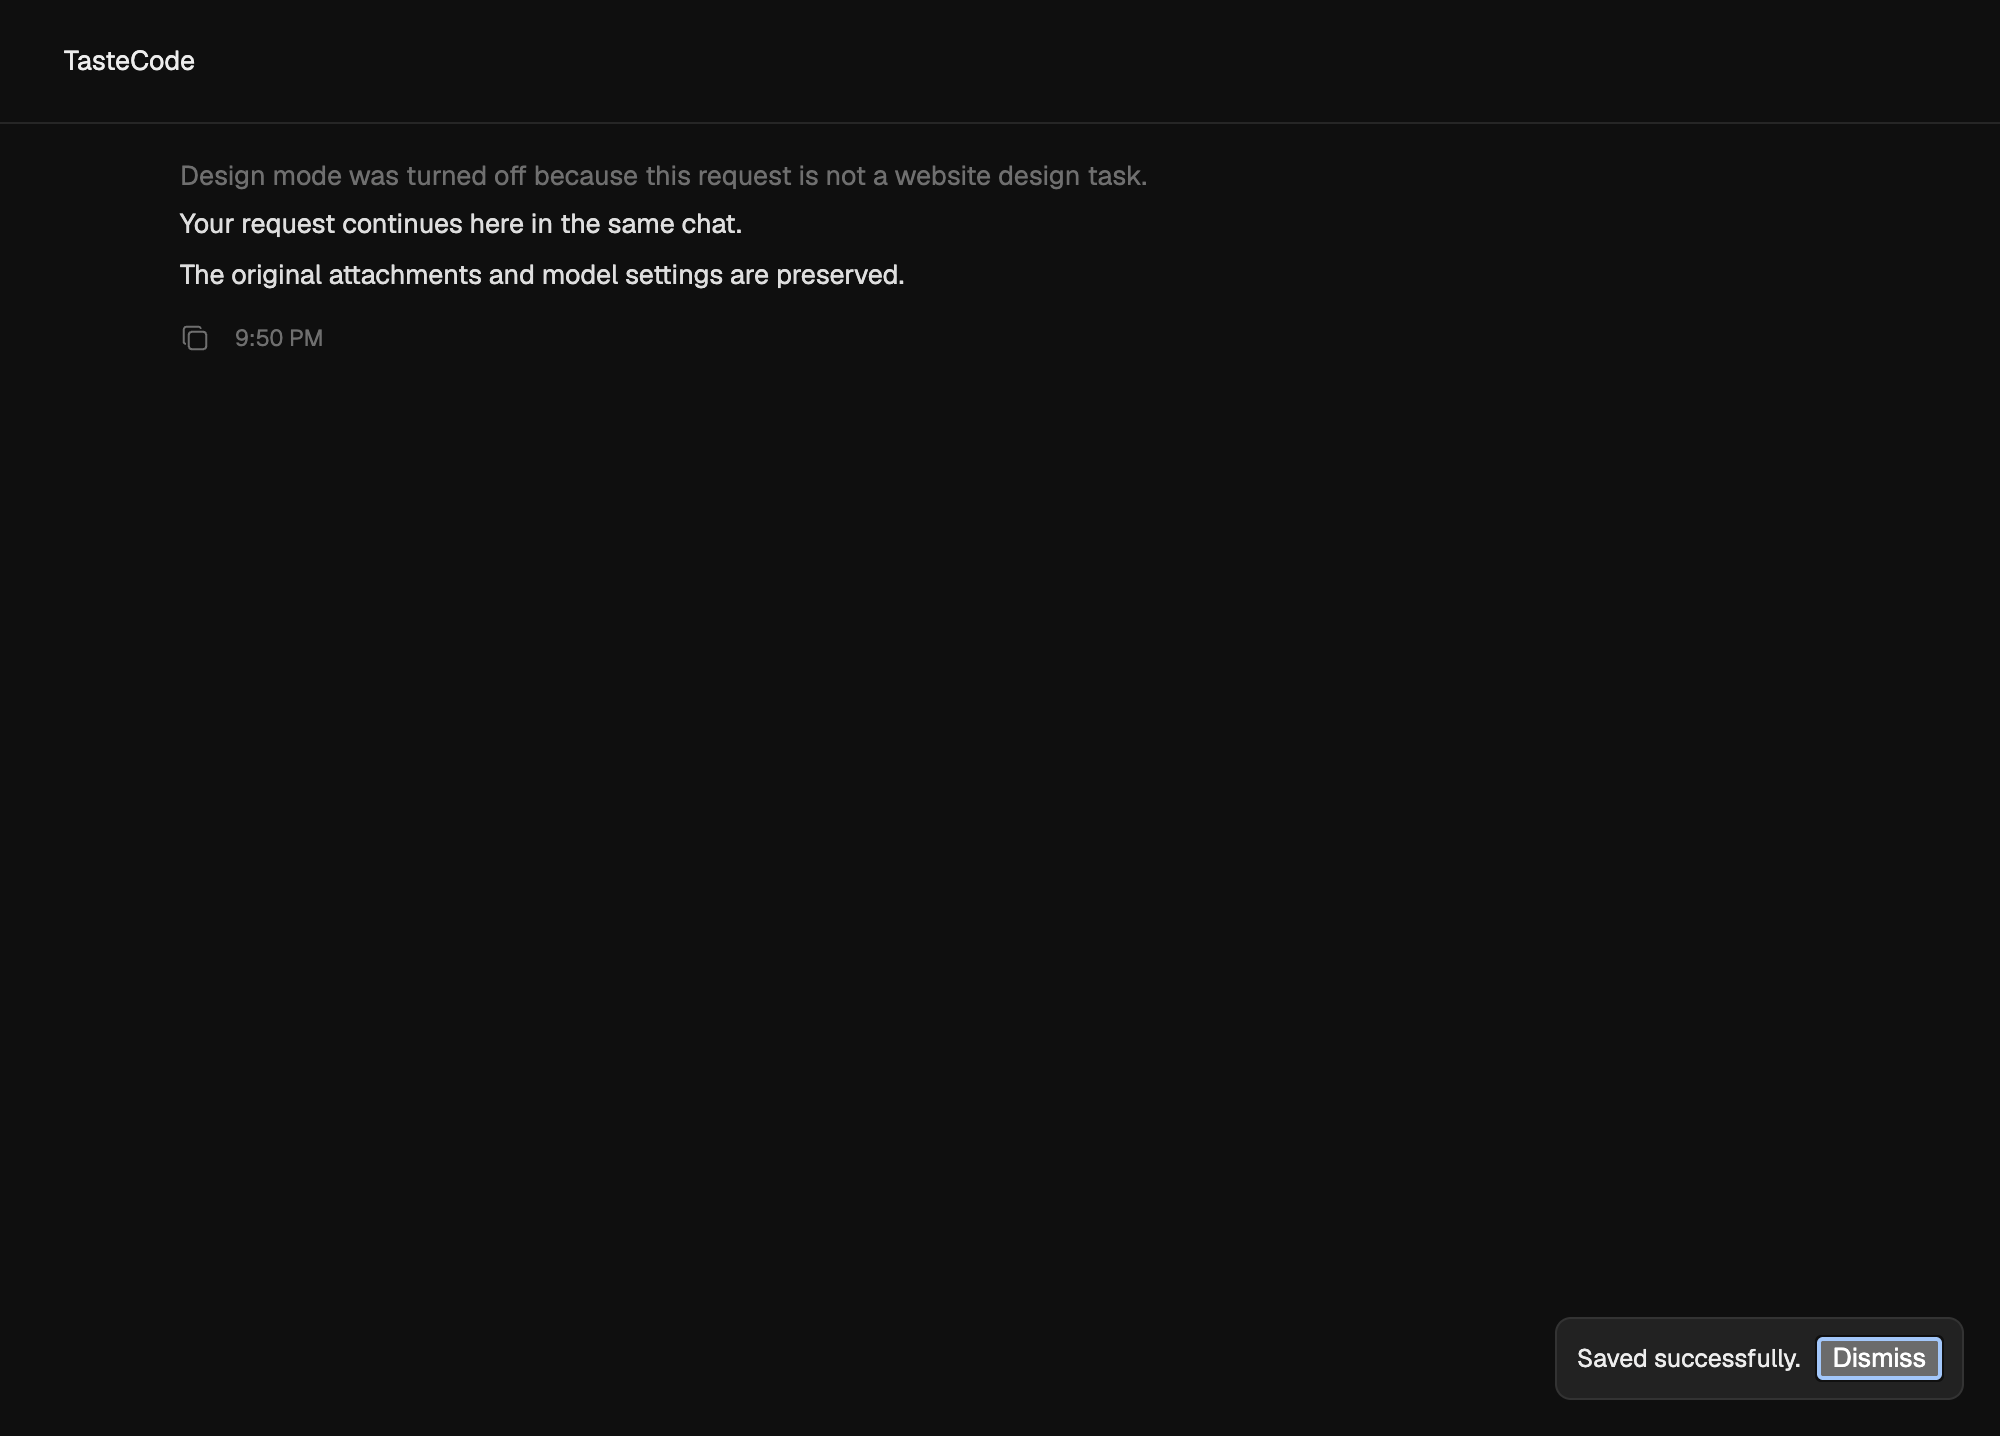 TasteCode
Design mode was turned off because this request is not a website design task.
Your request continues here in the same chat.
The original attachments and model settings are preserved.
9:50 PM
Saved successfully. Dismiss